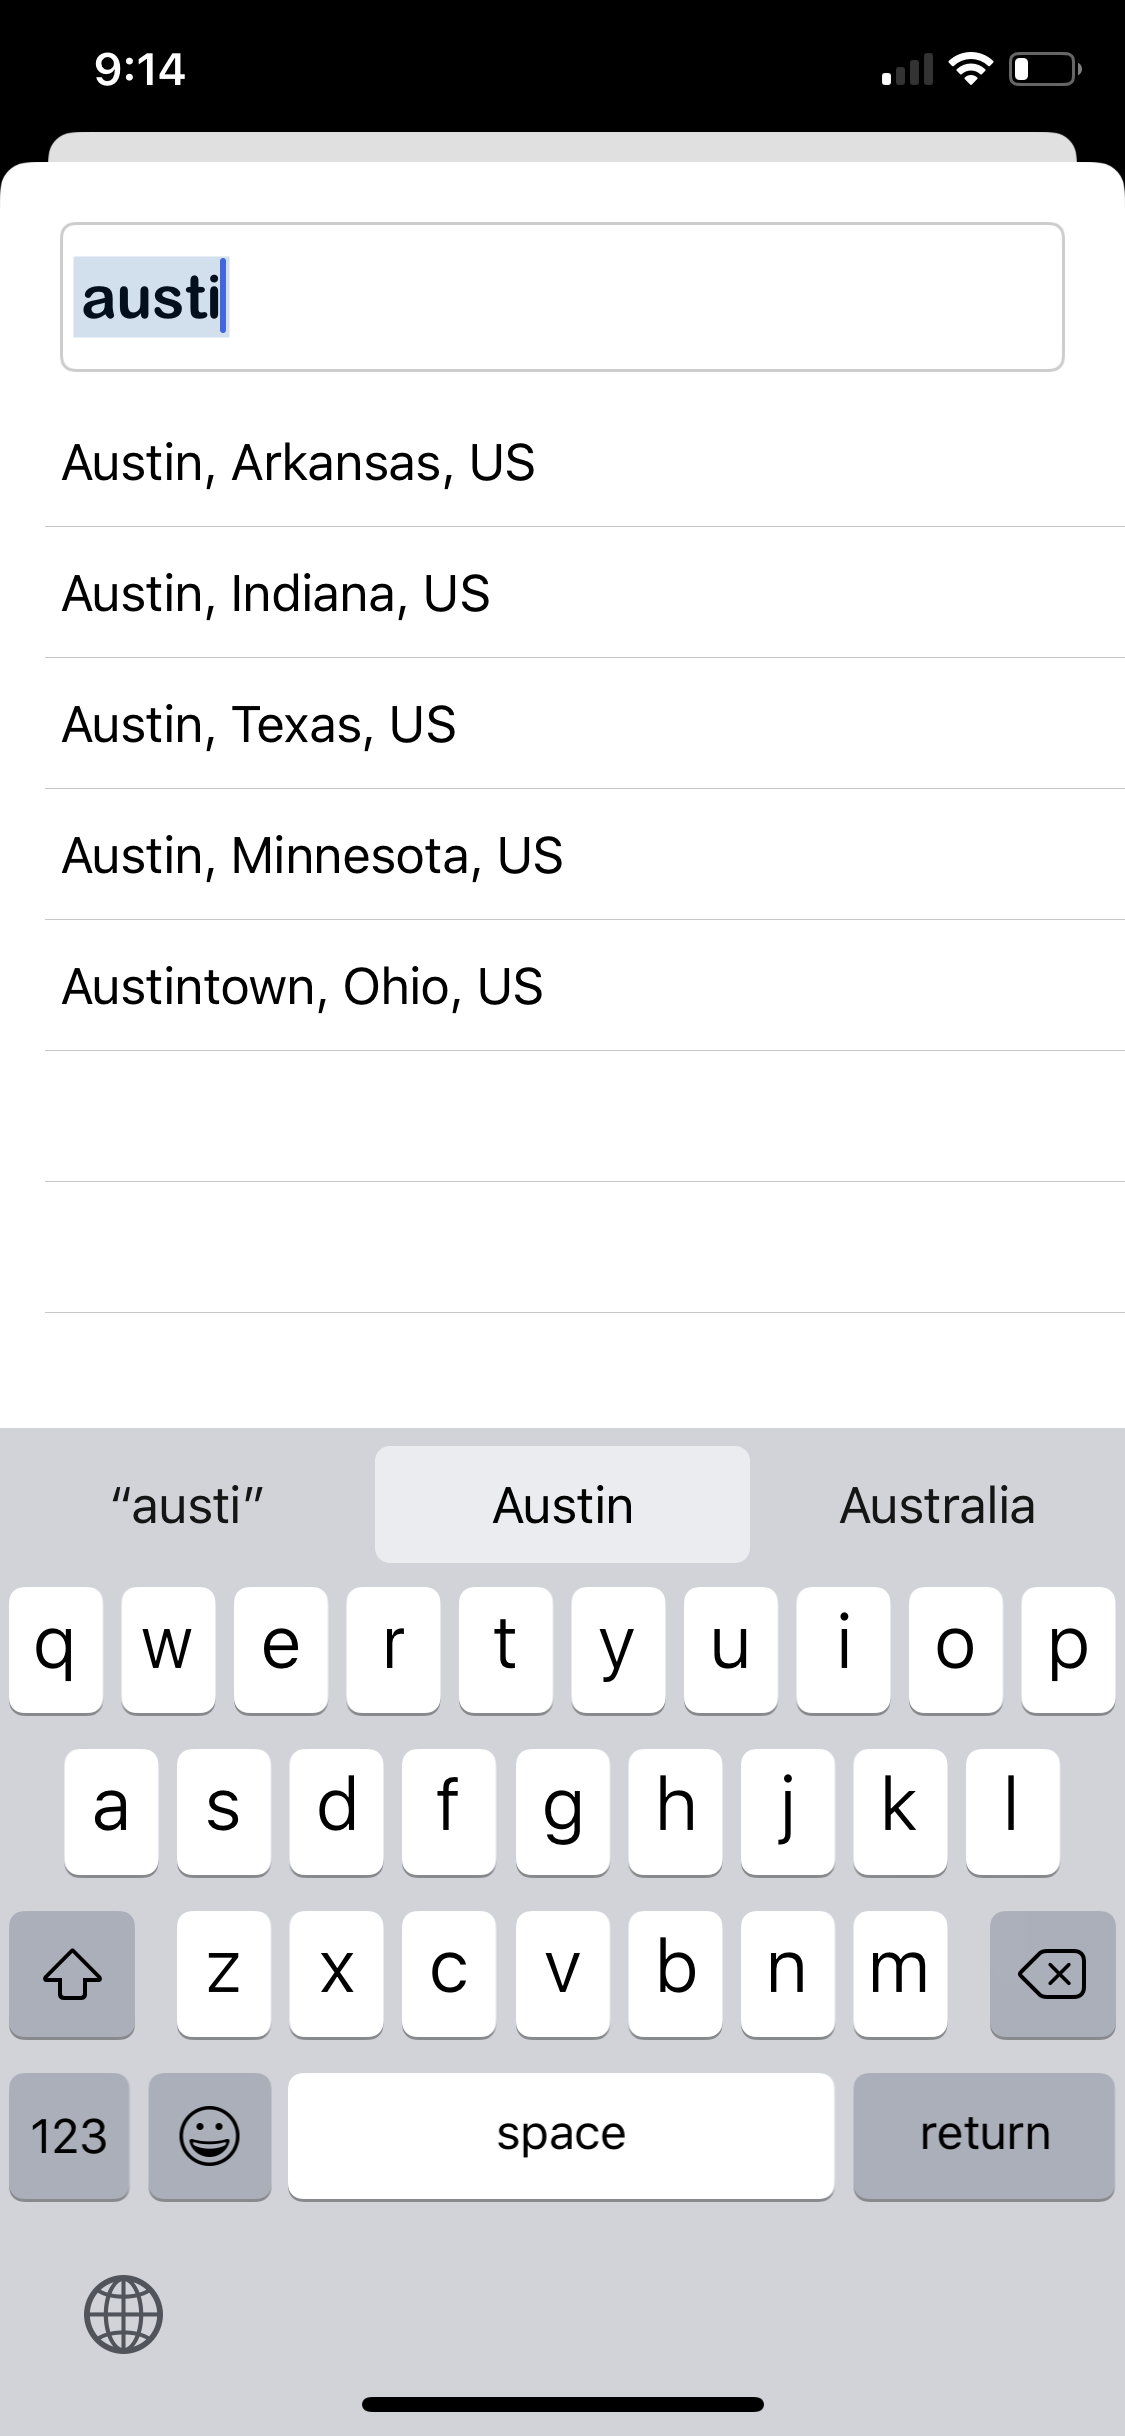 9:14
austi
Austin, Arkansas, US
Austin, Indiana, US
Austin, Texas, US
Austin, Minnesota, US
Austintown, Ohio, US
“austi” Austin Australia
q w e r t y u i o p
a s d f g h j k l
z x c v b n m
123 space return